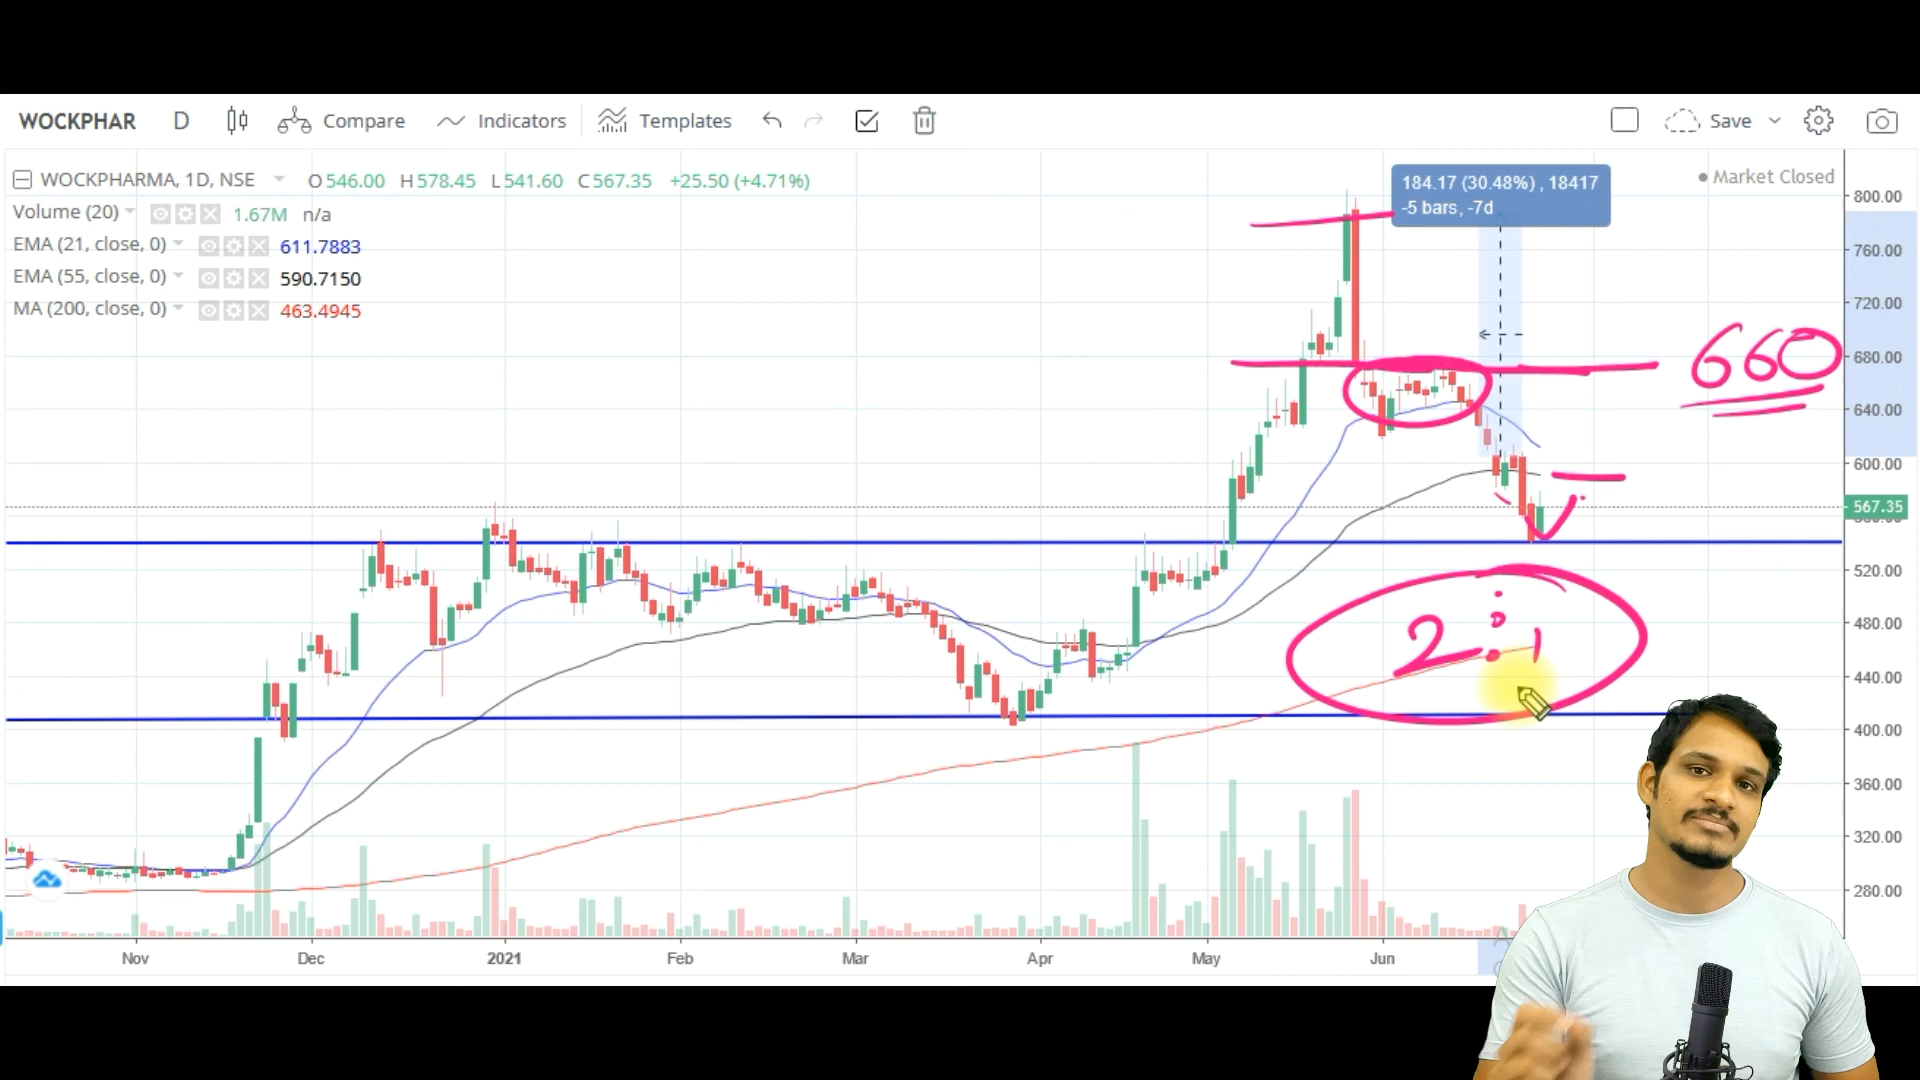 WOCKPHAR D Compare Indicators Templates Save
WOCKPHARMA, 1D, NSE O546.00 H578.45 L541.60 C567.35 +25.50 (+4.71%)
Market Closed
Volume (20) 1.67M n/a
EMA (21, close, 0) 611.7883
EMA (55, close, 0) 590.7150
MA (200, close, 0) 463.4945
184.17 (30.48%) , 18417
-5 bars, -7d
800.00
760.00
720.00
680.00
660
640.00
600.00
567.35
520.00
480.00
2:1
440.00
400.00
360.00
320.00
280.00
Nov Dec 2021 Feb Mar Apr May Jun